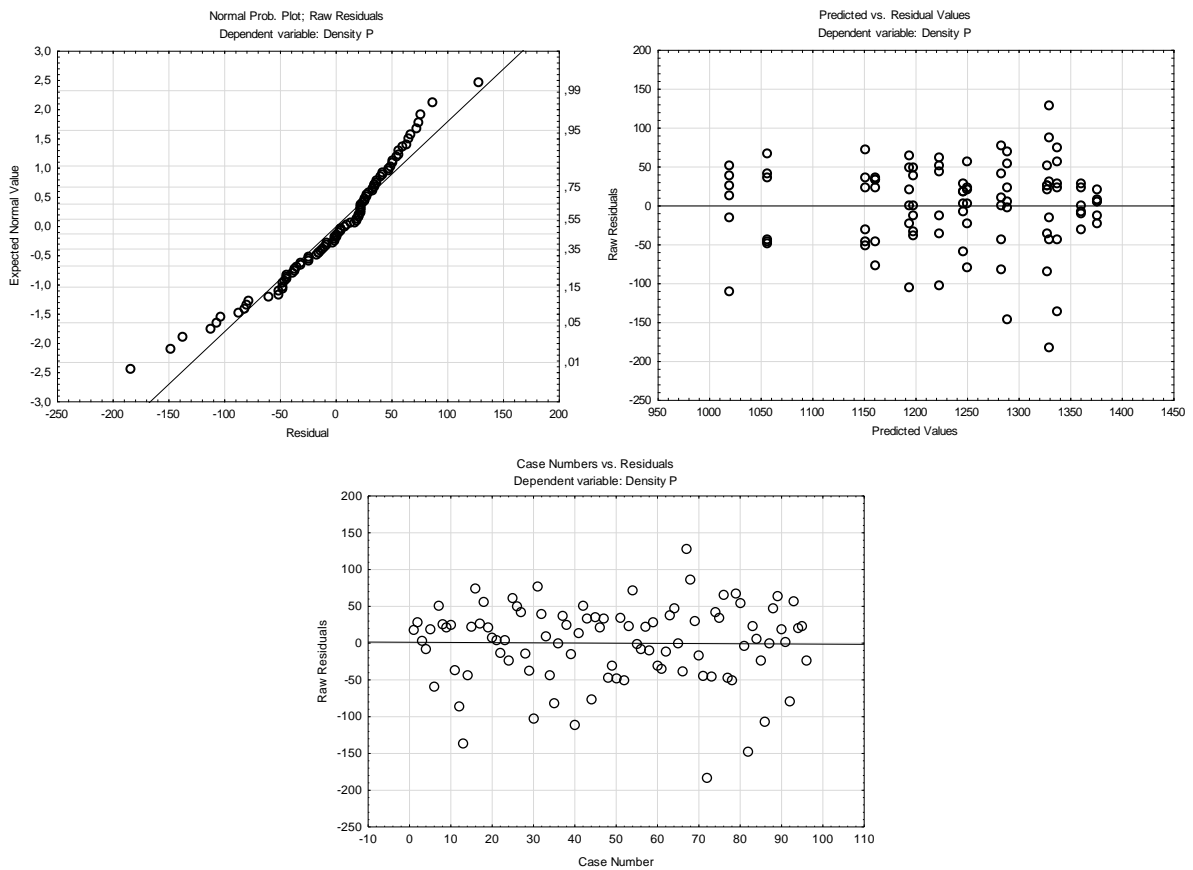 Normal Prob. Plot; Raw Residuals
Dependent variable: Density P
3,0
2,5
2,0
1,5
1,0
0,5
0,0
-0,5
-1,0
-1,5
-2,0
-2,5
-3,0
Expected Normal Value
,99
,95
,75
,55
,35
,15
,05
,01
-250 -200 -150 -100 -50 0 50 100 150 200
Residual
Predicted vs. Residual Values
Dependent variable: Density P
200
150
100
50
0
-50
-100
-150
-200
-250
Raw Residuals
950 1000 1050 1100 1150 1200 1250 1300 1350 1400 1450
Predicted Values
Case Numbers vs. Residuals
Dependent variable: Density P
200
150
100
50
0
-50
-100
-150
-200
-250
Raw Residuals
-10 0 10 20 30 40 50 60 70 80 90 100 110
Case Number